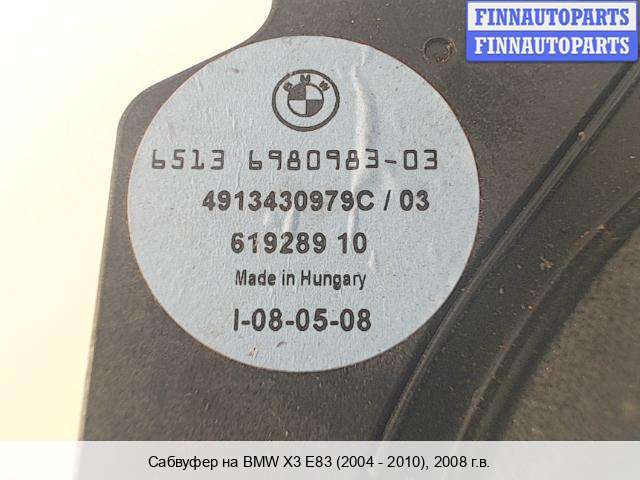 FINNAUTOPARTS
FINNAUTOPARTS
BMW
6513 6980983-03
4913430979C / 03
619289 10
Made in Hungary
I-08-05-08
Сабвуфер на BMW X3 E83 (2004 - 2010), 2008 г.в.